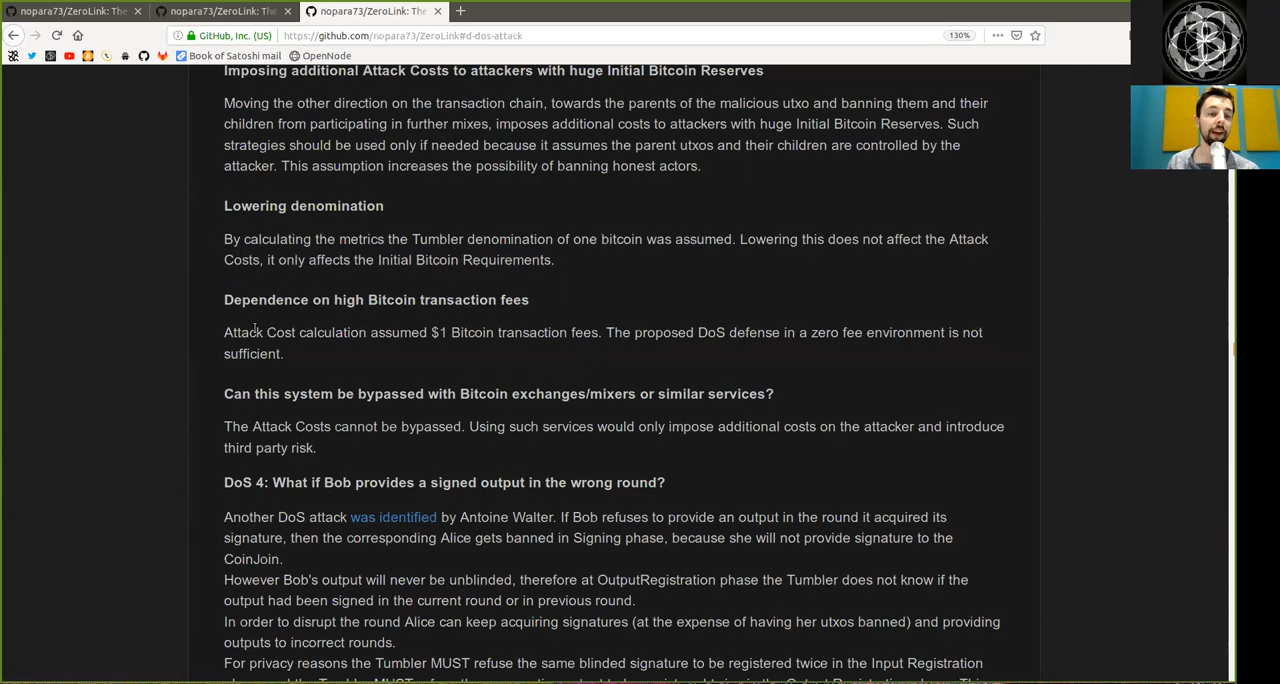 nopara73/ZeroLink: The
nopara73/ZeroLink: The
nopara73/ZeroLink: The
GitHub, Inc. (US)
https://github.com/nopara73/ZeroLink#d-dos-attack
130%
Book of Satoshi mail
OpenNode
Imposing additional Attack Costs to attackers with huge Initial Bitcoin Reserves
Moving the other direction on the transaction chain, towards the parents of the malicious utxo and banning them and their
children from participating in further mixes, imposes additional costs to attackers with huge Initial Bitcoin Reserves. Such
strategies should be used only if needed because it assumes the parent utxos and their children are controlled by the
attacker. This assumption increases the possibility of banning honest actors.
Lowering denomination
By calculating the metrics the Tumbler denomination of one bitcoin was assumed. Lowering this does not affect the Attack
Costs, it only affects the Initial Bitcoin Requirements.
Dependence on high Bitcoin transaction fees
Attack Cost calculation assumed $1 Bitcoin transaction fees. The proposed DoS defense in a zero fee environment is not
sufficient.
Can this system be bypassed with Bitcoin exchanges/mixers or similar services?
The Attack Costs cannot be bypassed. Using such services would only impose additional costs on the attacker and introduce
third party risk.
DoS 4: What if Bob provides a signed output in the wrong round?
Another DoS attack was identified by Antoine Walter. If Bob refuses to provide an output in the round it acquired its
signature, then the corresponding Alice gets banned in Signing phase, because she will not provide signature to the
CoinJoin.
However Bob's output will never be unblinded, therefore at OutputRegistration phase the Tumbler does not know if the
output had been signed in the current round or in previous round.
In order to disrupt the round Alice can keep acquiring signatures (at the expense of having her utxos banned) and providing
outputs to incorrect rounds.
For privacy reasons the Tumbler MUST refuse the same blinded signature to be registered twice in the Input Registration